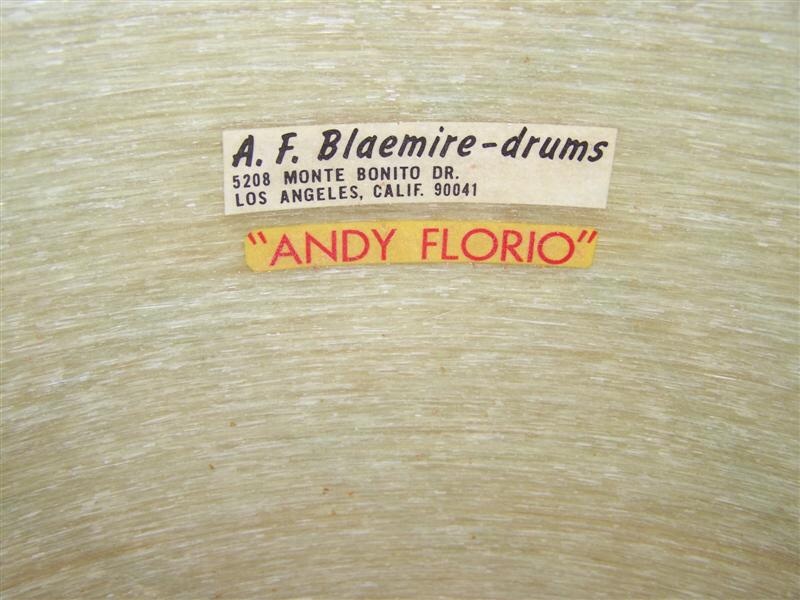 A. F. Blaemire-drums
5208 MONTE BONITO DR.
LOS ANGELES, CALIF. 90041
"ANDY FLORIO"